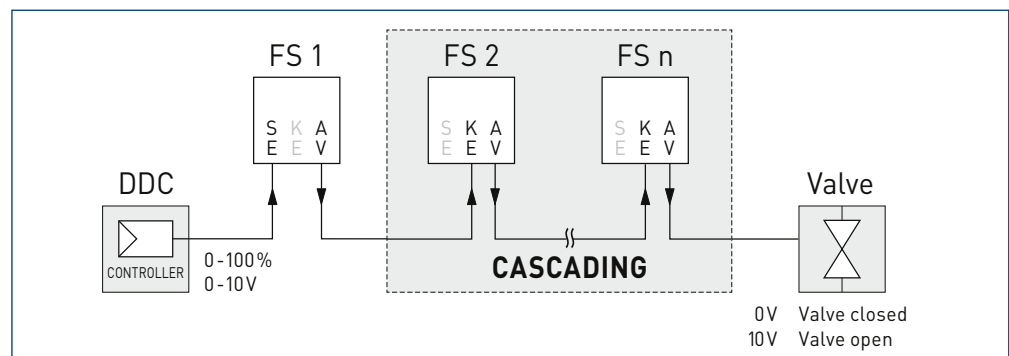 FS 1
FS 2
FS n
S K A
E E V
S K A
E E V
S K A
E E V
DDC
CONTROLLER
0-100%
0-10V
CASCADING
Valve
0V Valve closed
10V Valve open